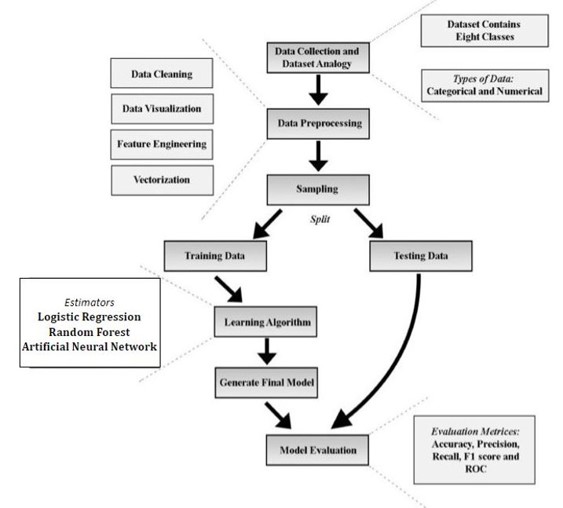 Data Collection and
Dataset Analogy
Dataset Contains
Eight Classes
Types of Data:
Categorical and Numerical
Data Cleaning
Data Visualization
Feature Engineering
Vectorization
Data Preprocessing
Sampling
Split
Training Data
Testing Data
Estimators
Logistic Regression
Random Forest
Artificial Neural Network
Learning Algorithm
Generate Final Model
Model Evaluation
Evaluation Metrices:
Accuracy, Precision,
Recall, F1 score and
ROC